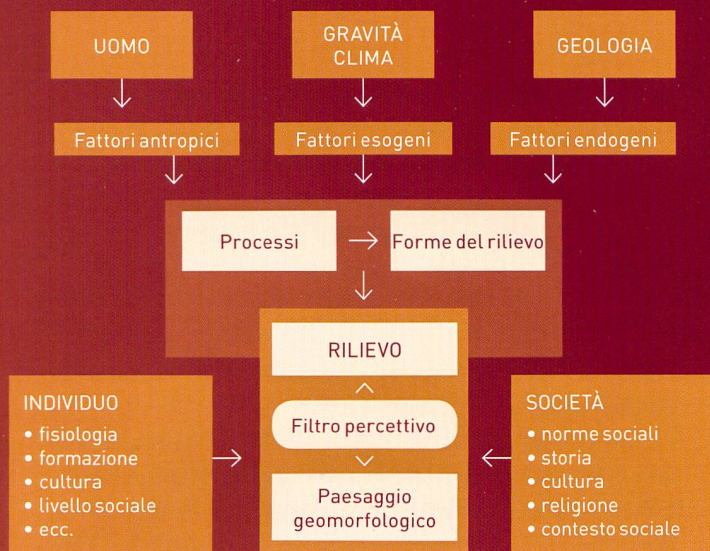 UOMO
GRAVITÀ
CLIMA
GEOLOGIA
Fattori antropici
Fattori esogeni
Fattori endogeni
Processi
Forme del rilievo
RILIEVO
Filtro percettivo
Paesaggio
geomorfologico
INDIVIDUO
• fisiologia
• formazione
• cultura
• livello sociale
• ecc.
SOCIETÀ
• norme sociali
• storia
• cultura
• religione
• contesto sociale